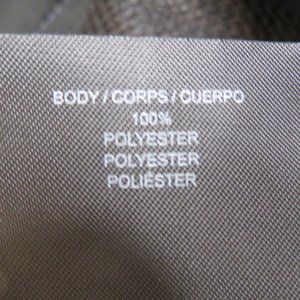 BODY / CORPS / CUERPO
100%
POLYESTER
POLYESTER
POLIÉSTER